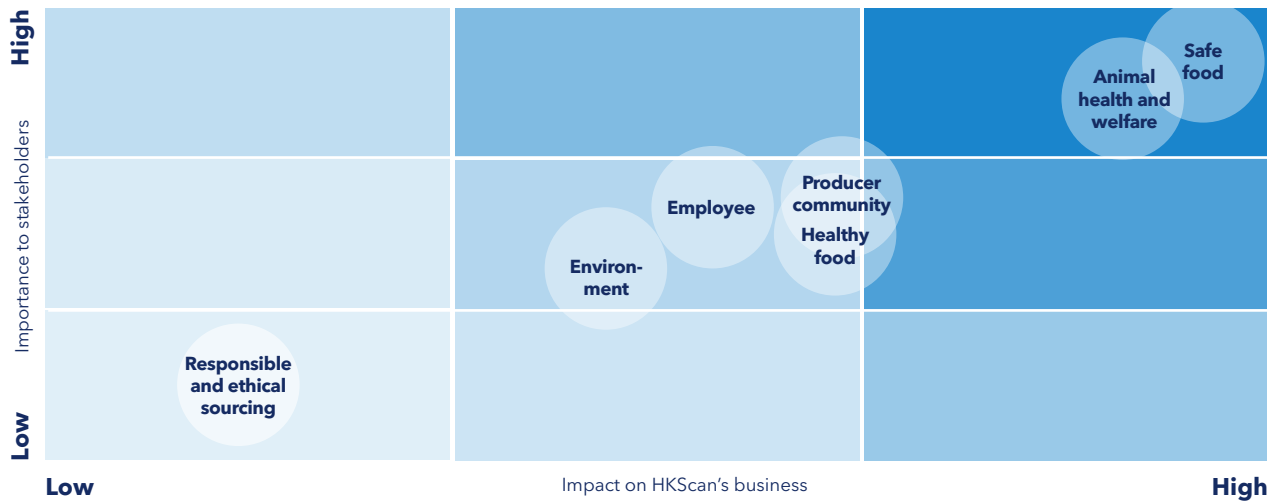 High
Importance to stakeholders
Low
Safe
food
Animal
health and
welfare
Producer
community
Healthy
food
Employee
Environ-
ment
Responsible
and ethical
sourcing
Low
Impact on HKScan's business
High